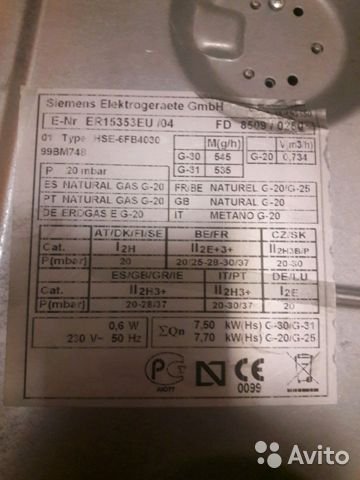 Siemens Elektrogeraete GmbH
E-Nr ER15353EU /04 FD 8509 /
01 Type HSE-6FB4030
99BM748
M(g/h) V(m3/h)
G-30 545 G-20 0,734
G-31 535
P 20 mbar
ES NATURAL GAS G-20 FR/BE NATUREL G-20/G-25
PT NATURAL GAS G-20 GB NATURAL G-20
DE ERDGAS E G-20 IT METANO G-20
AT/DK/FI/SE BE/FR CZ/SK
Cat. I2H II2E+3+ II2H3B/P
P(mbar) 20 20/25-28-30/37 20-30
ES/GB/GR/IE IT/PT DE/LU
Cat. II2H3+ II2H3+ I2E
P(mbar) 20-28/37 20-30/37 20
0,6 W ΣQn 7,50 kW(Hs) G-30/G-31
230 V~ 50 Hz 7,70 kW(Hs) G-20/G-25
PC N CE
0099
Avito